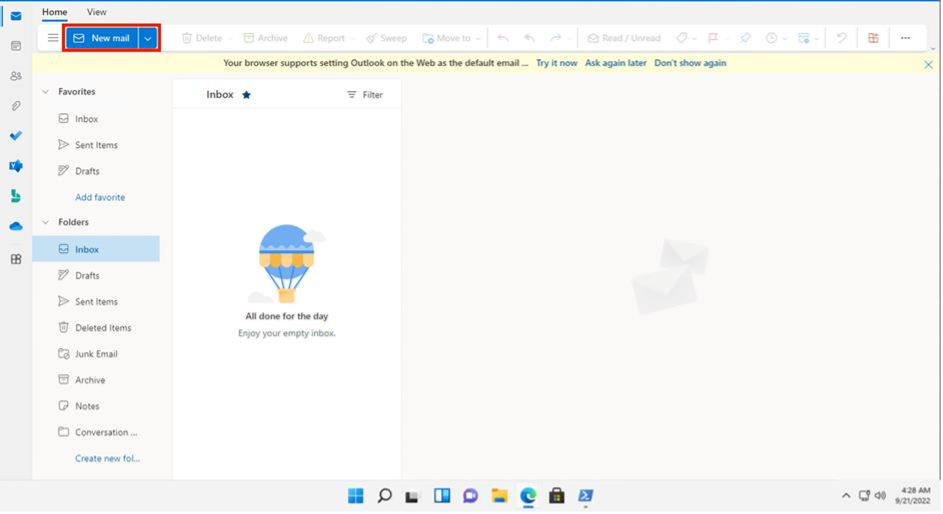 Home View
New mail Delete Archive Report Sweep Move to Read / Unread
Your browser supports setting Outlook on the Web as the default email ... Try it now Ask again later Don't show again
Favorites
Inbox
Sent Items
Drafts
Add favorite
Folders
Inbox
Drafts
Sent Items
Deleted Items
Junk Email
Archive
Notes
Conversation ...
Create new fol...
Inbox Filter
All done for the day
Enjoy your empty inbox.
4:28 AM
9/21/2022